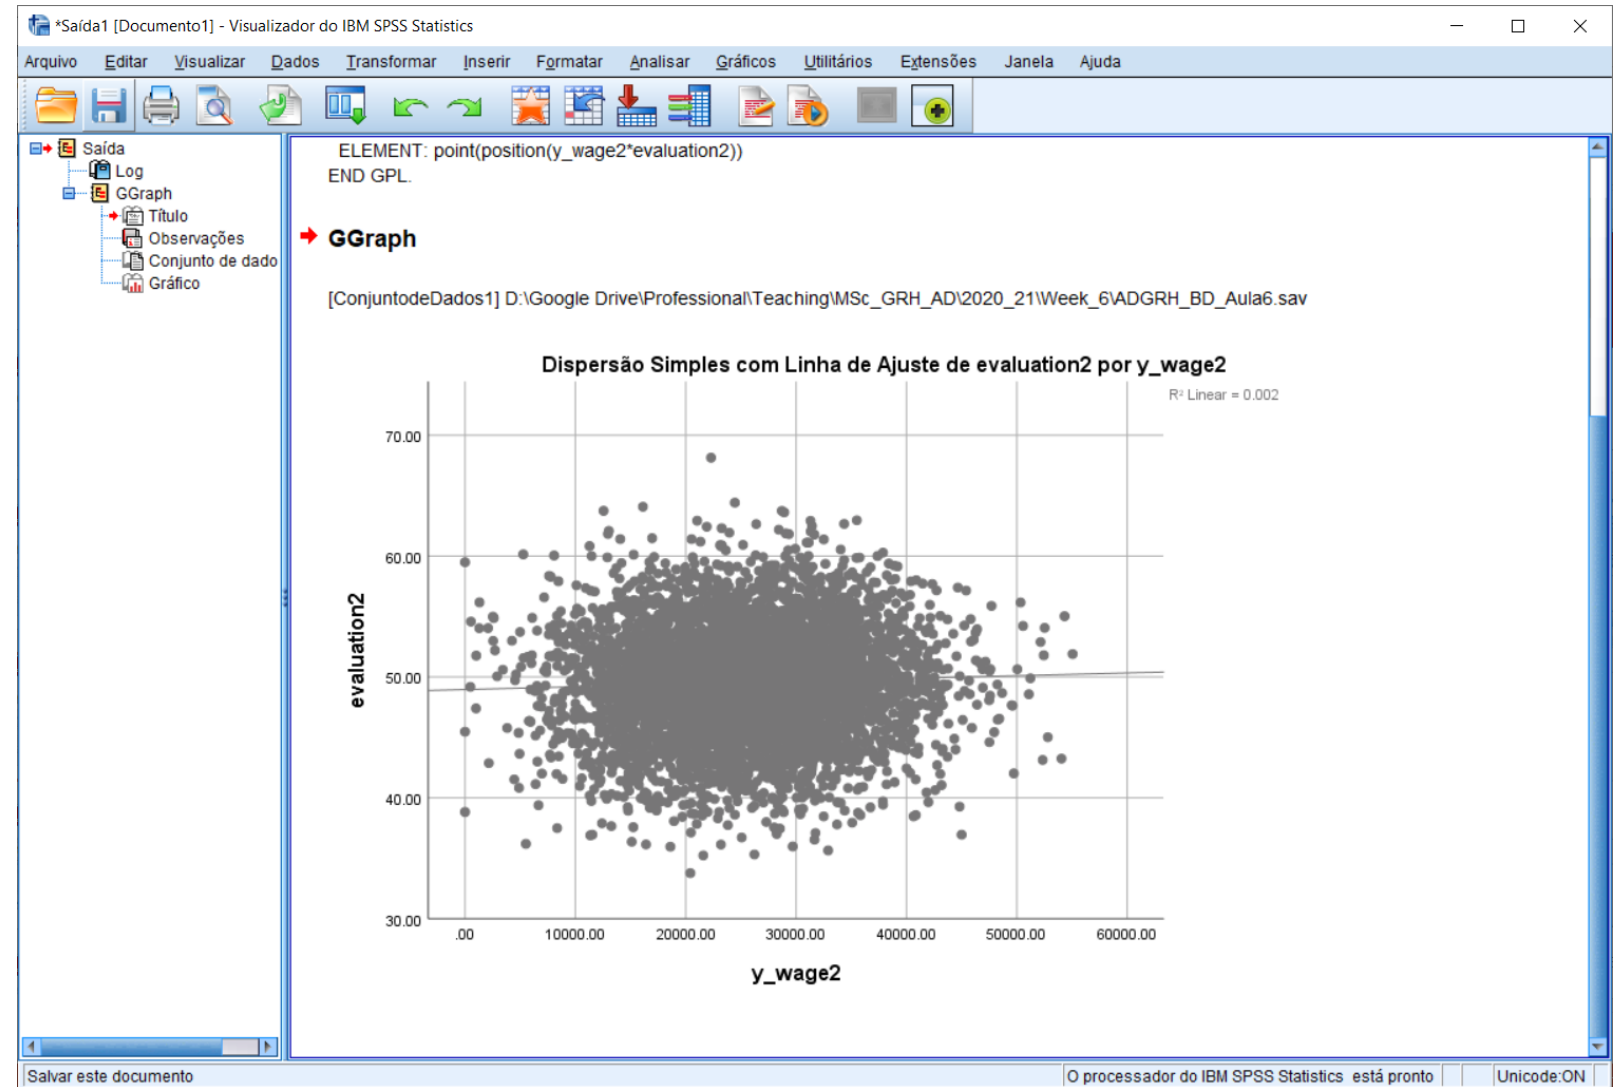 *Saída1 [Documento1] - Visualizador do IBM SPSS Statistics
Arquivo Editar Visualizar Dados Transformar Inserir Formatar Analisar Gráficos Utilitários Extensões Janela Ajuda
Saída
Log
GGraph
Título
Observações
Conjunto de dado
Gráfico
ELEMENT: point(position(y_wage2*evaluation2))
END GPL.
GGraph
[ConjuntodeDados1] D:\Google Drive\Professional\Teaching\MSc_GRH_AD\2020_21\Week_6\ADGRH_BD_Aula6.sav
Dispersão Simples com Linha de Ajuste de evaluation2 por y_wage2
R² Linear = 0.002
70.00
60.00
50.00
40.00
30.00
evaluation2
.00 10000.00 20000.00 30000.00 40000.00 50000.00 60000.00
y_wage2
Salvar este documento
O processador do IBM SPSS Statistics está pronto
Unicode:ON